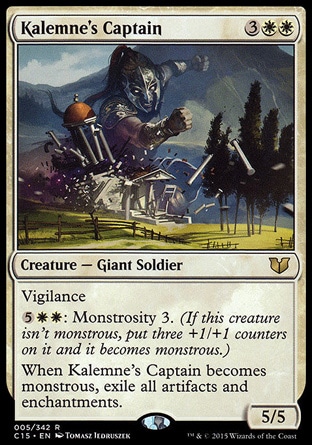 Kalemne's Captain 3
Creature — Giant Soldier
Vigilance
5: Monstrosity 3. (If this creature
isn't monstrous, put three +1/+1 counters
on it and it becomes monstrous.)
When Kalemne's Captain becomes
monstrous, exile all artifacts and
enchantments.
5/5
005/342 R
C15 • EN Tomasz Jedruszek
™ & © 2015 Wizards of the Coast